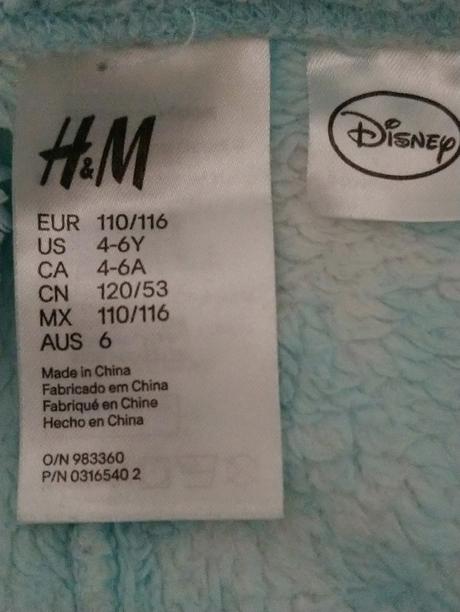 H&M
EUR 110/116
US 4-6Y
CA 4-6A
CN 120/53
MX 110/116
AUS 6
Made in China
Fabricado em China
Fabriqué en Chine
Hecho en China
O/N 983360
P/N 0316540 2
Disney